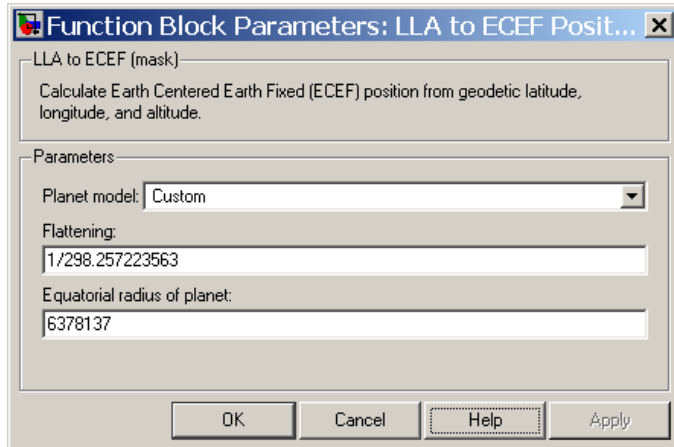 Function Block Parameters: LLA to ECEF Posit...
LLA to ECEF (mask)
Calculate Earth Centered Earth Fixed (ECEF) position from geodetic latitude,
longitude, and altitude.
Parameters
Planet model: Custom
Flattening:
1/298.257223563
Equatorial radius of planet:
6378137
OK Cancel Help Apply